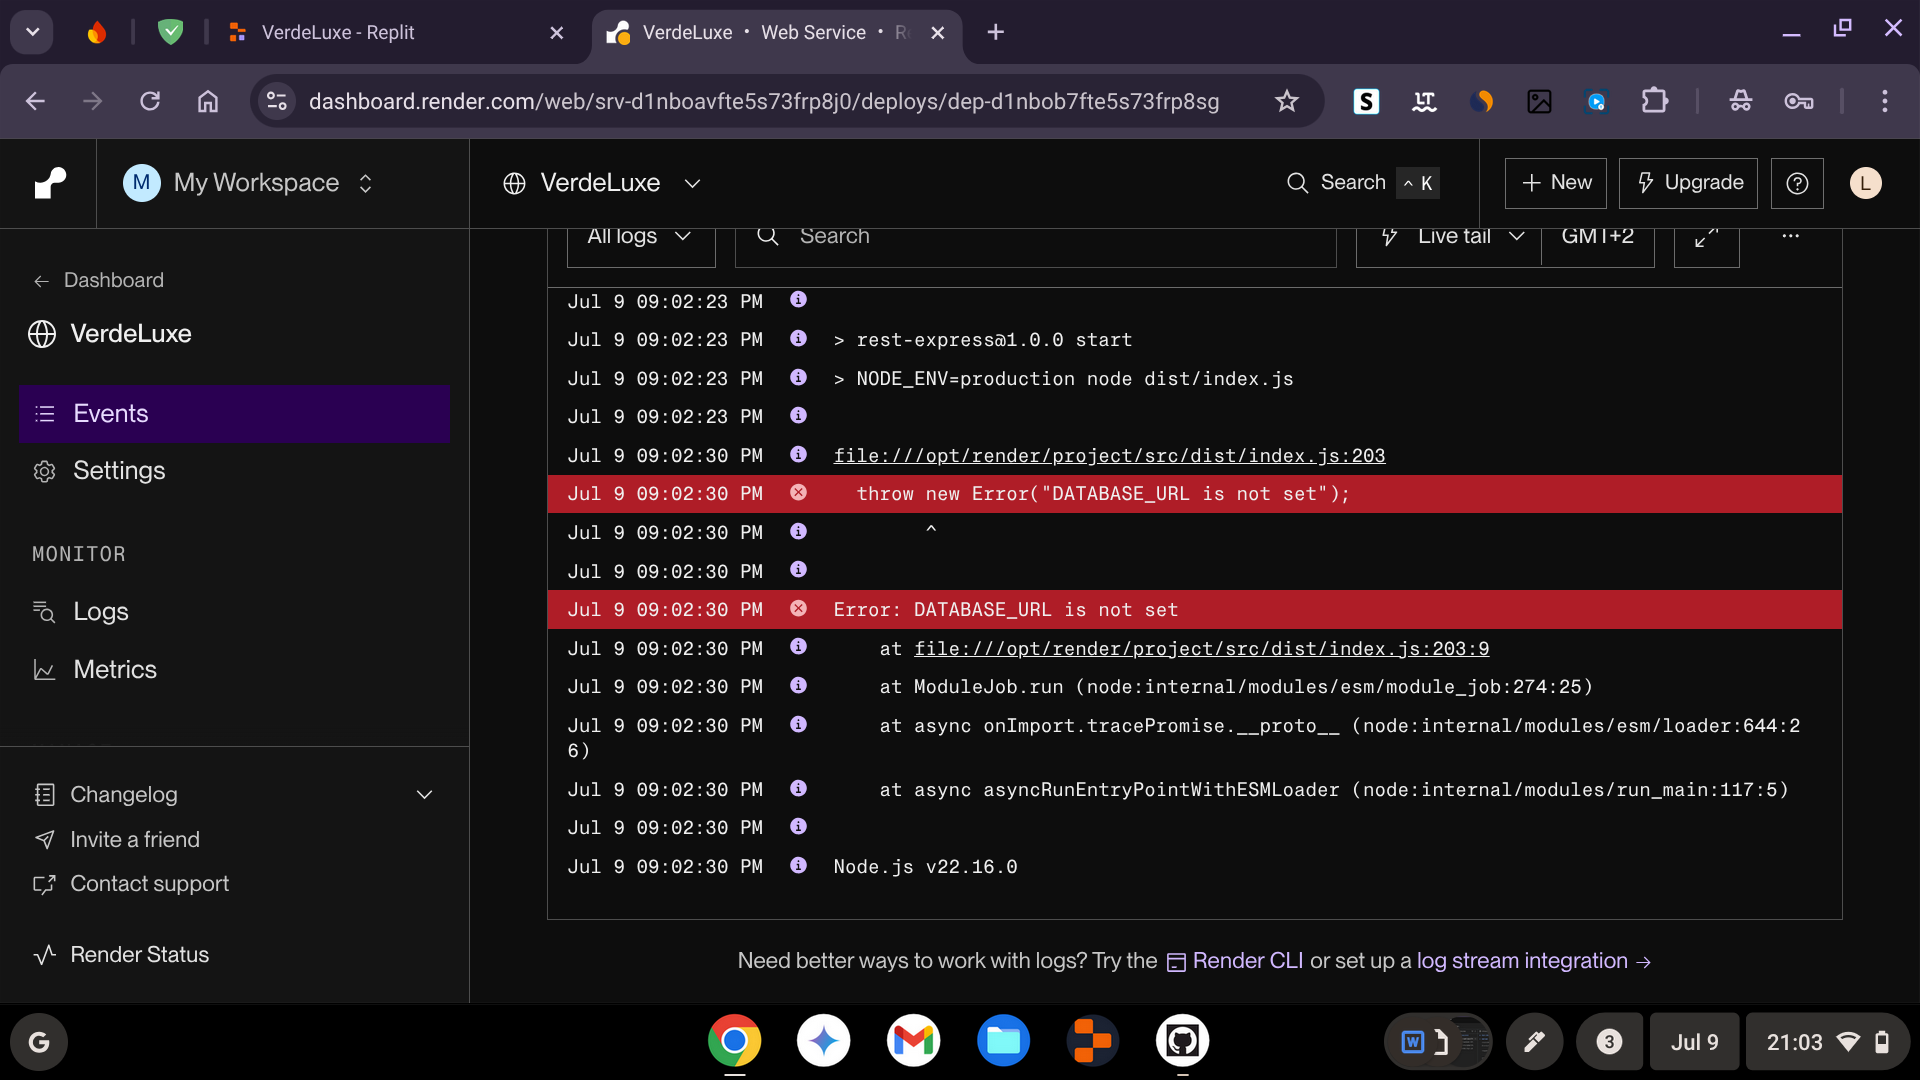 VerdeLuxe - Replit
VerdeLuxe • Web Service •
dashboard.render.com/web/srv-d1nboavfte5s73frp8j0/deploys/dep-d1nbob7fte5s73frp8sg
M My Workspace
VerdeLuxe
Search ^ K
New
Upgrade
L
All logs
Search
Live tail
GMT+2
Dashboard
VerdeLuxe
Events
Settings
MONITOR
Logs
Metrics
Changelog
Invite a friend
Contact support
Render Status
Jul 9 09:02:23 PM
Jul 9 09:02:23 PM > rest-express@1.0.0 start
Jul 9 09:02:23 PM > NODE_ENV=production node dist/index.js
Jul 9 09:02:23 PM
Jul 9 09:02:30 PM file:///opt/render/project/src/dist/index.js:203
Jul 9 09:02:30 PM throw new Error("DATABASE_URL is not set");
Jul 9 09:02:30 PM ^
Jul 9 09:02:30 PM
Jul 9 09:02:30 PM Error: DATABASE_URL is not set
Jul 9 09:02:30 PM at file:///opt/render/project/src/dist/index.js:203:9
Jul 9 09:02:30 PM at ModuleJob.run (node:internal/modules/esm/module_job:274:25)
Jul 9 09:02:30 PM at async onImport.tracePromise.__proto__ (node:internal/modules/esm/loader:644:2
6)
Jul 9 09:02:30 PM at async asyncRunEntryPointWithESMLoader (node:internal/modules/run_main:117:5)
Jul 9 09:02:30 PM
Jul 9 09:02:30 PM Node.js v22.16.0
Need better ways to work with logs? Try the Render CLI or set up a log stream integration →
G
3
Jul 9
21:03